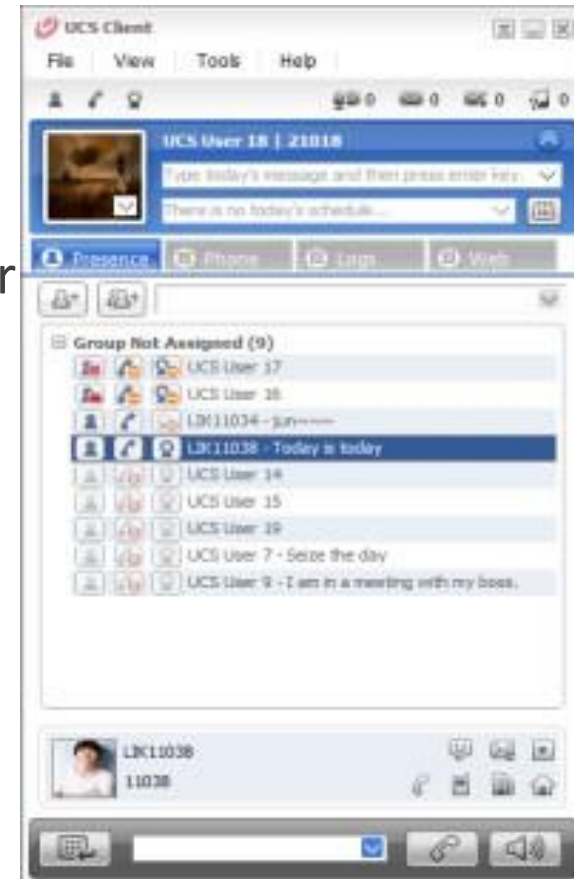 UCS Client
File View Tools Help
0 0 0 0
UCS User 18 | 21018
Type today's message and then press enter key.
There is no today's schedule...
r
Presence Phone Logs Web
Group Not Assigned (9)
UCS User 17
UCS User 16
LIK11034 - jun~~~~
LIK11038 - Today is today
UCS User 14
UCS User 15
UCS User 19
UCS User 7 - Seize the day
UCS User 9 - I am in a meeting with my boss.
LIK11038
11038